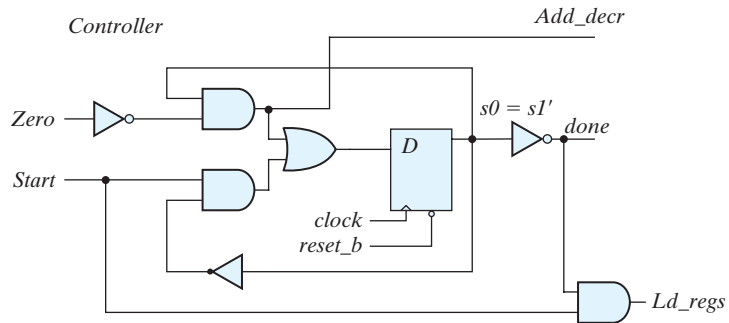 Controller
Add_decr
Zero
s0 = s1′
done
Start
D
clock
reset_b
Ld_regs